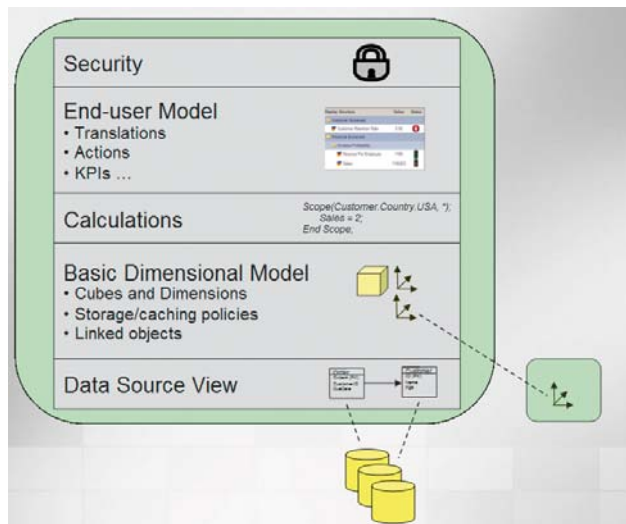 Security
End-user Model
• Translations
• Actions
• KPIs ...
Calculations
Scope(Customer.Country.USA, *);
Sales = 2;
End Scope;
Basic Dimensional Model
• Cubes and Dimensions
• Storage/caching policies
• Linked objects
Data Source View